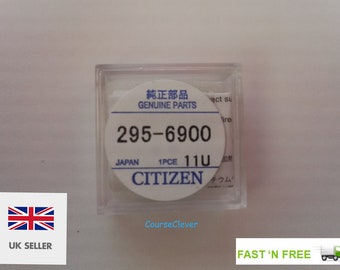 純正部品
GENUINE PARTS
295-6900
JAPAN 1PCE 11U
CITIZEN
CourseClever
UK SELLER
FAST 'N FREE